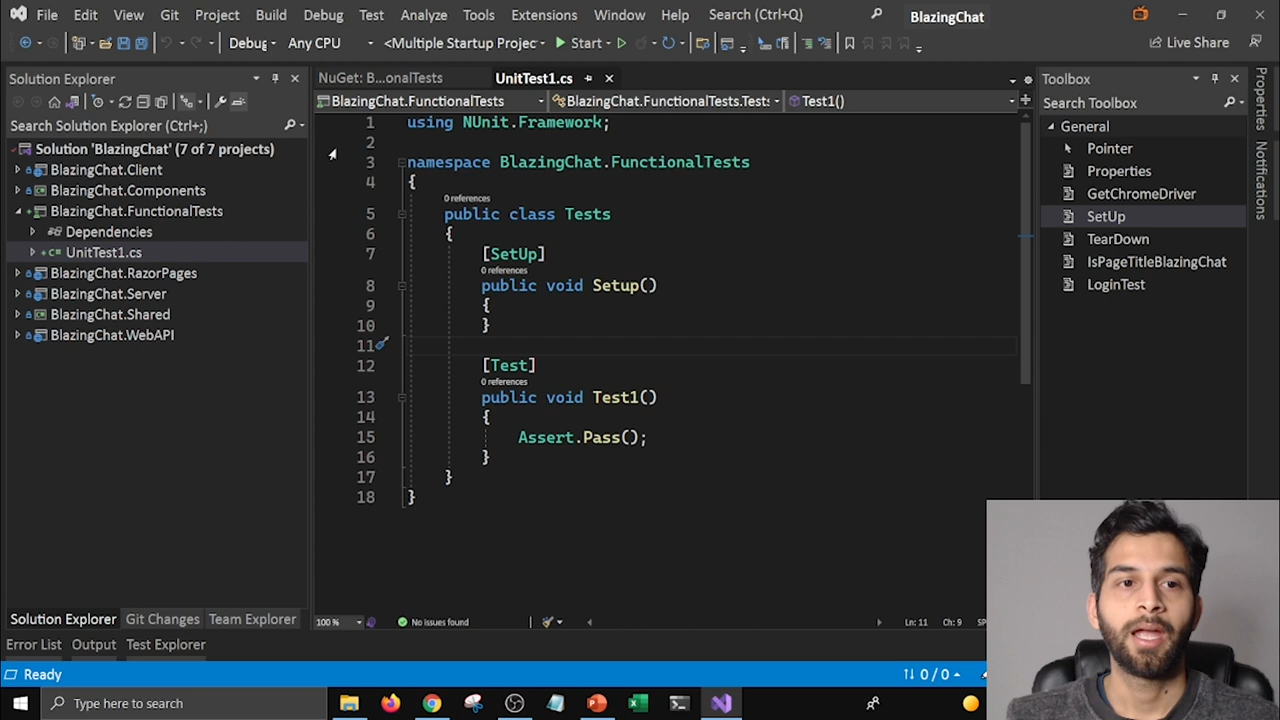 File Edit View Git Project Build Debug Test Analyze Tools Extensions Window Help Search (Ctrl+Q) BlazingChat
Debug Any CPU <Multiple Startup Projec Start Live Share
Solution Explorer
Search Solution Explorer (Ctrl+;)
Solution 'BlazingChat' (7 of 7 projects)
BlazingChat.Client
BlazingChat.Components
BlazingChat.FunctionalTests
Dependencies
UnitTest1.cs
BlazingChat.RazorPages
BlazingChat.Server
BlazingChat.Shared
BlazingChat.WebAPI
Solution Explorer Git Changes Team Explorer
NuGet: B...onalTests UnitTest1.cs
BlazingChat.FunctionalTests BlazingChat.FunctionalTests.Tests Test1()
1 using NUnit.Framework;
2
3 namespace BlazingChat.FunctionalTests
4 {
0 references
5 public class Tests
6 {
7 [SetUp]
0 references
8 public void Setup()
9 {
10 }
11
12 [Test]
0 references
13 public void Test1()
14 {
15 Assert.Pass();
16 }
17 }
18 }
100 % No issues found Ln: 11 Ch: 9 SP
Toolbox
Search Toolbox
General
Pointer
Properties
GetChromeDriver
SetUp
TearDown
IsPageTitleBlazingChat
LoginTest
Properties
Notifications
Error List Output Test Explorer
Ready 0 / 0
Type here to search